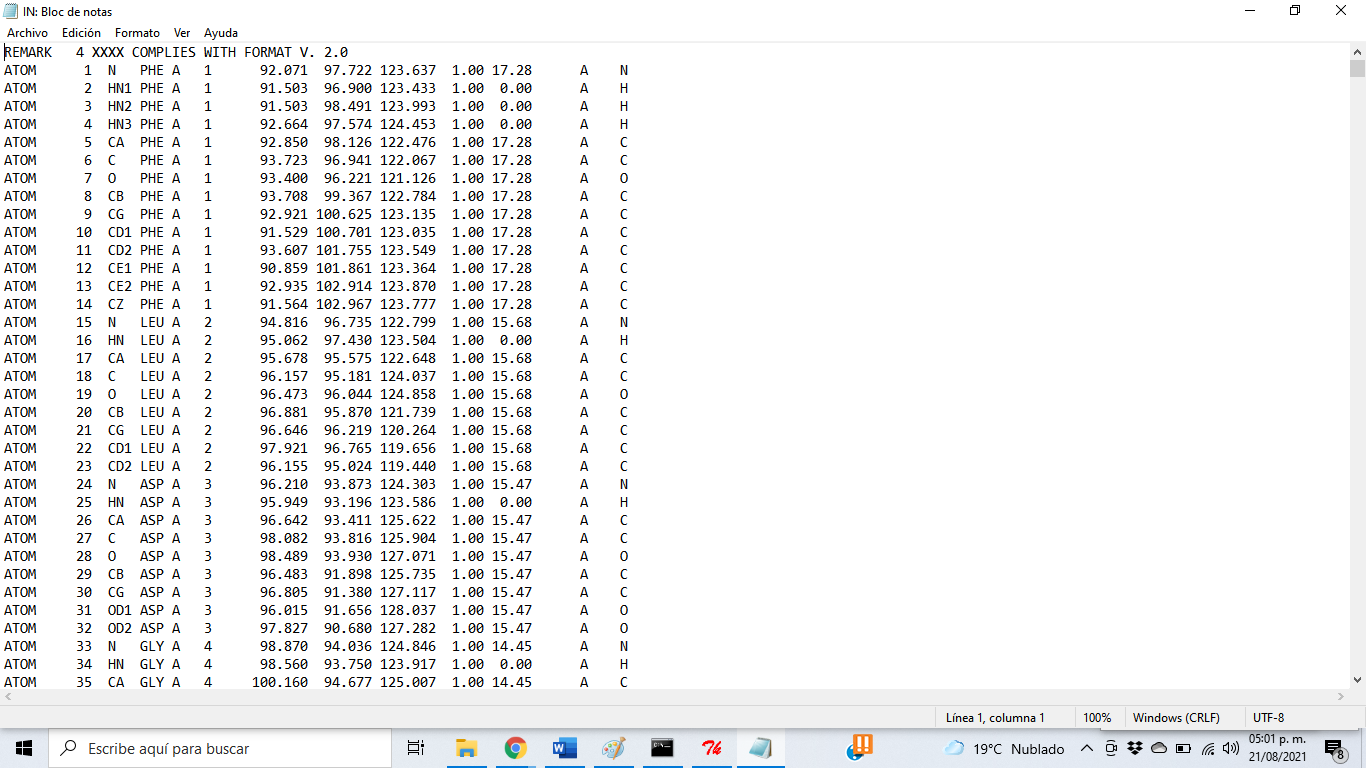 IN: Bloc de notas
Archivo Edición Formato Ver Ayuda
REMARK   4 XXXX COMPLIES WITH FORMAT V. 2.0
ATOM      1  N   PHE A   1      92.071  97.722 123.637  1.00 17.28      A    N
ATOM      2  HN1 PHE A   1      91.503  96.900 123.433  1.00  0.00      A    H
ATOM      3  HN2 PHE A   1      91.503  98.491 123.993  1.00  0.00      A    H
ATOM      4  HN3 PHE A   1      92.664  97.574 124.453  1.00  0.00      A    H
ATOM      5  CA  PHE A   1      92.850  98.126 122.476  1.00 17.28      A    C
ATOM      6  C   PHE A   1      93.723  96.941 122.067  1.00 17.28      A    C
ATOM      7  O   PHE A   1      93.400  96.221 121.126  1.00 17.28      A    O
ATOM      8  CB  PHE A   1      93.708  99.367 122.784  1.00 17.28      A    C
ATOM      9  CG  PHE A   1      92.921 100.625 123.135  1.00 17.28      A    C
ATOM     10  CD1 PHE A   1      91.529 100.701 123.035  1.00 17.28      A    C
ATOM     11  CD2 PHE A   1      93.607 101.755 123.549  1.00 17.28      A    C
ATOM     12  CE1 PHE A   1      90.859 101.861 123.364  1.00 17.28      A    C
ATOM     13  CE2 PHE A   1      92.935 102.914 123.870  1.00 17.28      A    C
ATOM     14  CZ  PHE A   1      91.564 102.967 123.777  1.00 17.28      A    C
ATOM     15  N   LEU A   2      94.816  96.735 122.799  1.00 15.68      A    N
ATOM     16  HN  LEU A   2      95.062  97.430 123.504  1.00  0.00      A    H
ATOM     17  CA  LEU A   2      95.678  95.575 122.648  1.00 15.68      A    C
ATOM     18  C   LEU A   2      96.157  95.181 124.037  1.00 15.68      A    C
ATOM     19  O   LEU A   2      96.473  96.044 124.858  1.00 15.68      A    O
ATOM     20  CB  LEU A   2      96.881  95.870 121.739  1.00 15.68      A    C
ATOM     21  CG  LEU A   2      96.646  96.219 120.264  1.00 15.68      A    C
ATOM     22  CD1 LEU A   2      97.921  96.765 119.656  1.00 15.68      A    C
ATOM     23  CD2 LEU A   2      96.155  95.024 119.440  1.00 15.68      A    C
ATOM     24  N   ASP A   3      96.210  93.873 124.303  1.00 15.47      A    N
ATOM     25  HN  ASP A   3      95.949  93.196 123.586  1.00  0.00      A    H
ATOM     26  CA  ASP A   3      96.642  93.411 125.622  1.00 15.47      A    C
ATOM     27  C   ASP A   3      98.082  93.816 125.904  1.00 15.47      A    C
ATOM     28  O   ASP A   3      98.489  93.930 127.071  1.00 15.47      A    O
ATOM     29  CB  ASP A   3      96.483  91.898 125.735  1.00 15.47      A    C
ATOM     30  CG  ASP A   3      96.805  91.380 127.117  1.00 15.47      A    C
ATOM     31  OD1 ASP A   3      96.015  91.656 128.037  1.00 15.47      A    O
ATOM     32  OD2 ASP A   3      97.827  90.680 127.282  1.00 15.47      A    O
ATOM     33  N   GLY A   4      98.870  94.036 124.846  1.00 14.45      A    N
ATOM     34  HN  GLY A   4      98.560  93.750 123.917  1.00  0.00      A    H
ATOM     35  CA  GLY A   4     100.160  94.677 125.007  1.00 14.45      A    C
Línea 1, columna 1 100% Windows (CRLF) UTF-8
Escribe aquí para buscar
19°C Nublado
05:01 p. m.
21/08/2021
8